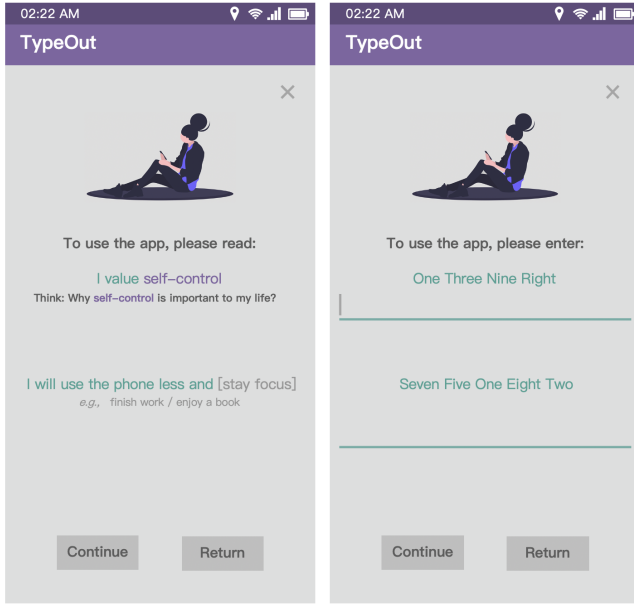 02:22 AM
TypeOut
To use the app, please read:
I value self-control
Think: Why self-control is important to my life?
I will use the phone less and [stay focus]
e.g., finish work / enjoy a book
Continue
Return
02:22 AM
TypeOut
To use the app, please enter:
One Three Nine Right
Seven Five One Eight Two
Continue
Return